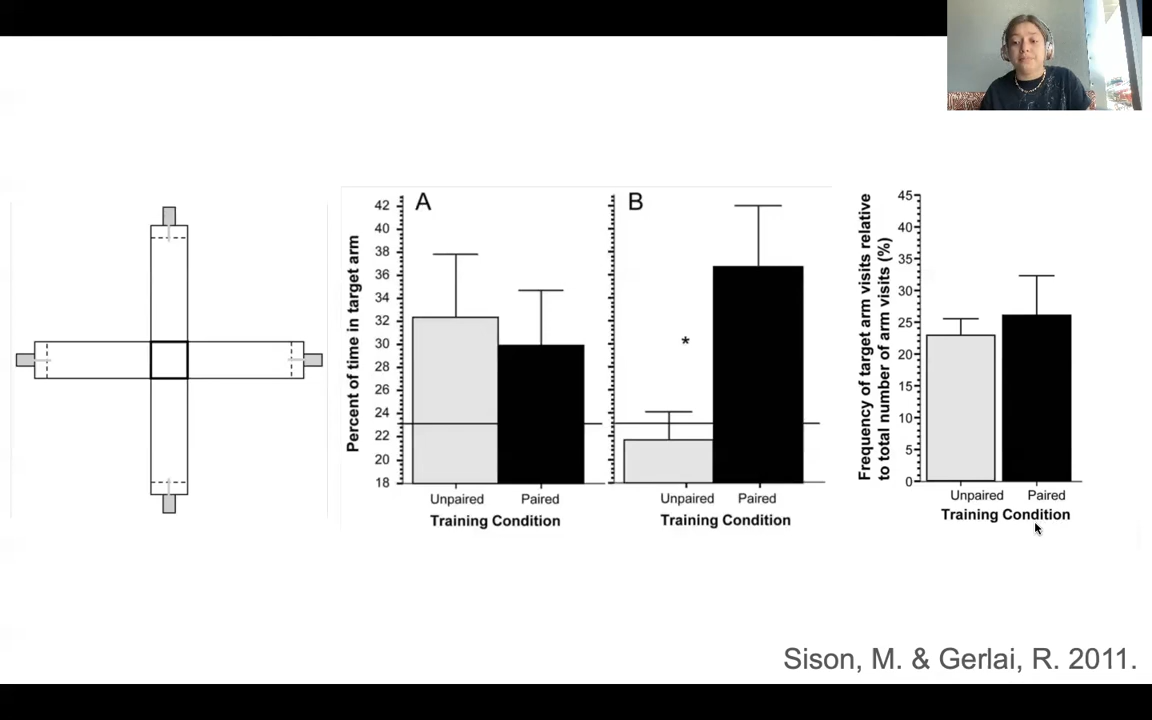 A
Percent of time in target arm
42
40
38
36
34
32
30
28
26
24
22
20
18
Unpaired
Paired
Training Condition
B
*
Unpaired
Paired
Training Condition
Frequency of target arm visits relative
to total number of arm visits (%)
45
40
35
30
25
20
15
10
5
0
Unpaired
Paired
Training Condition
Sison, M. & Gerlai, R. 2011.